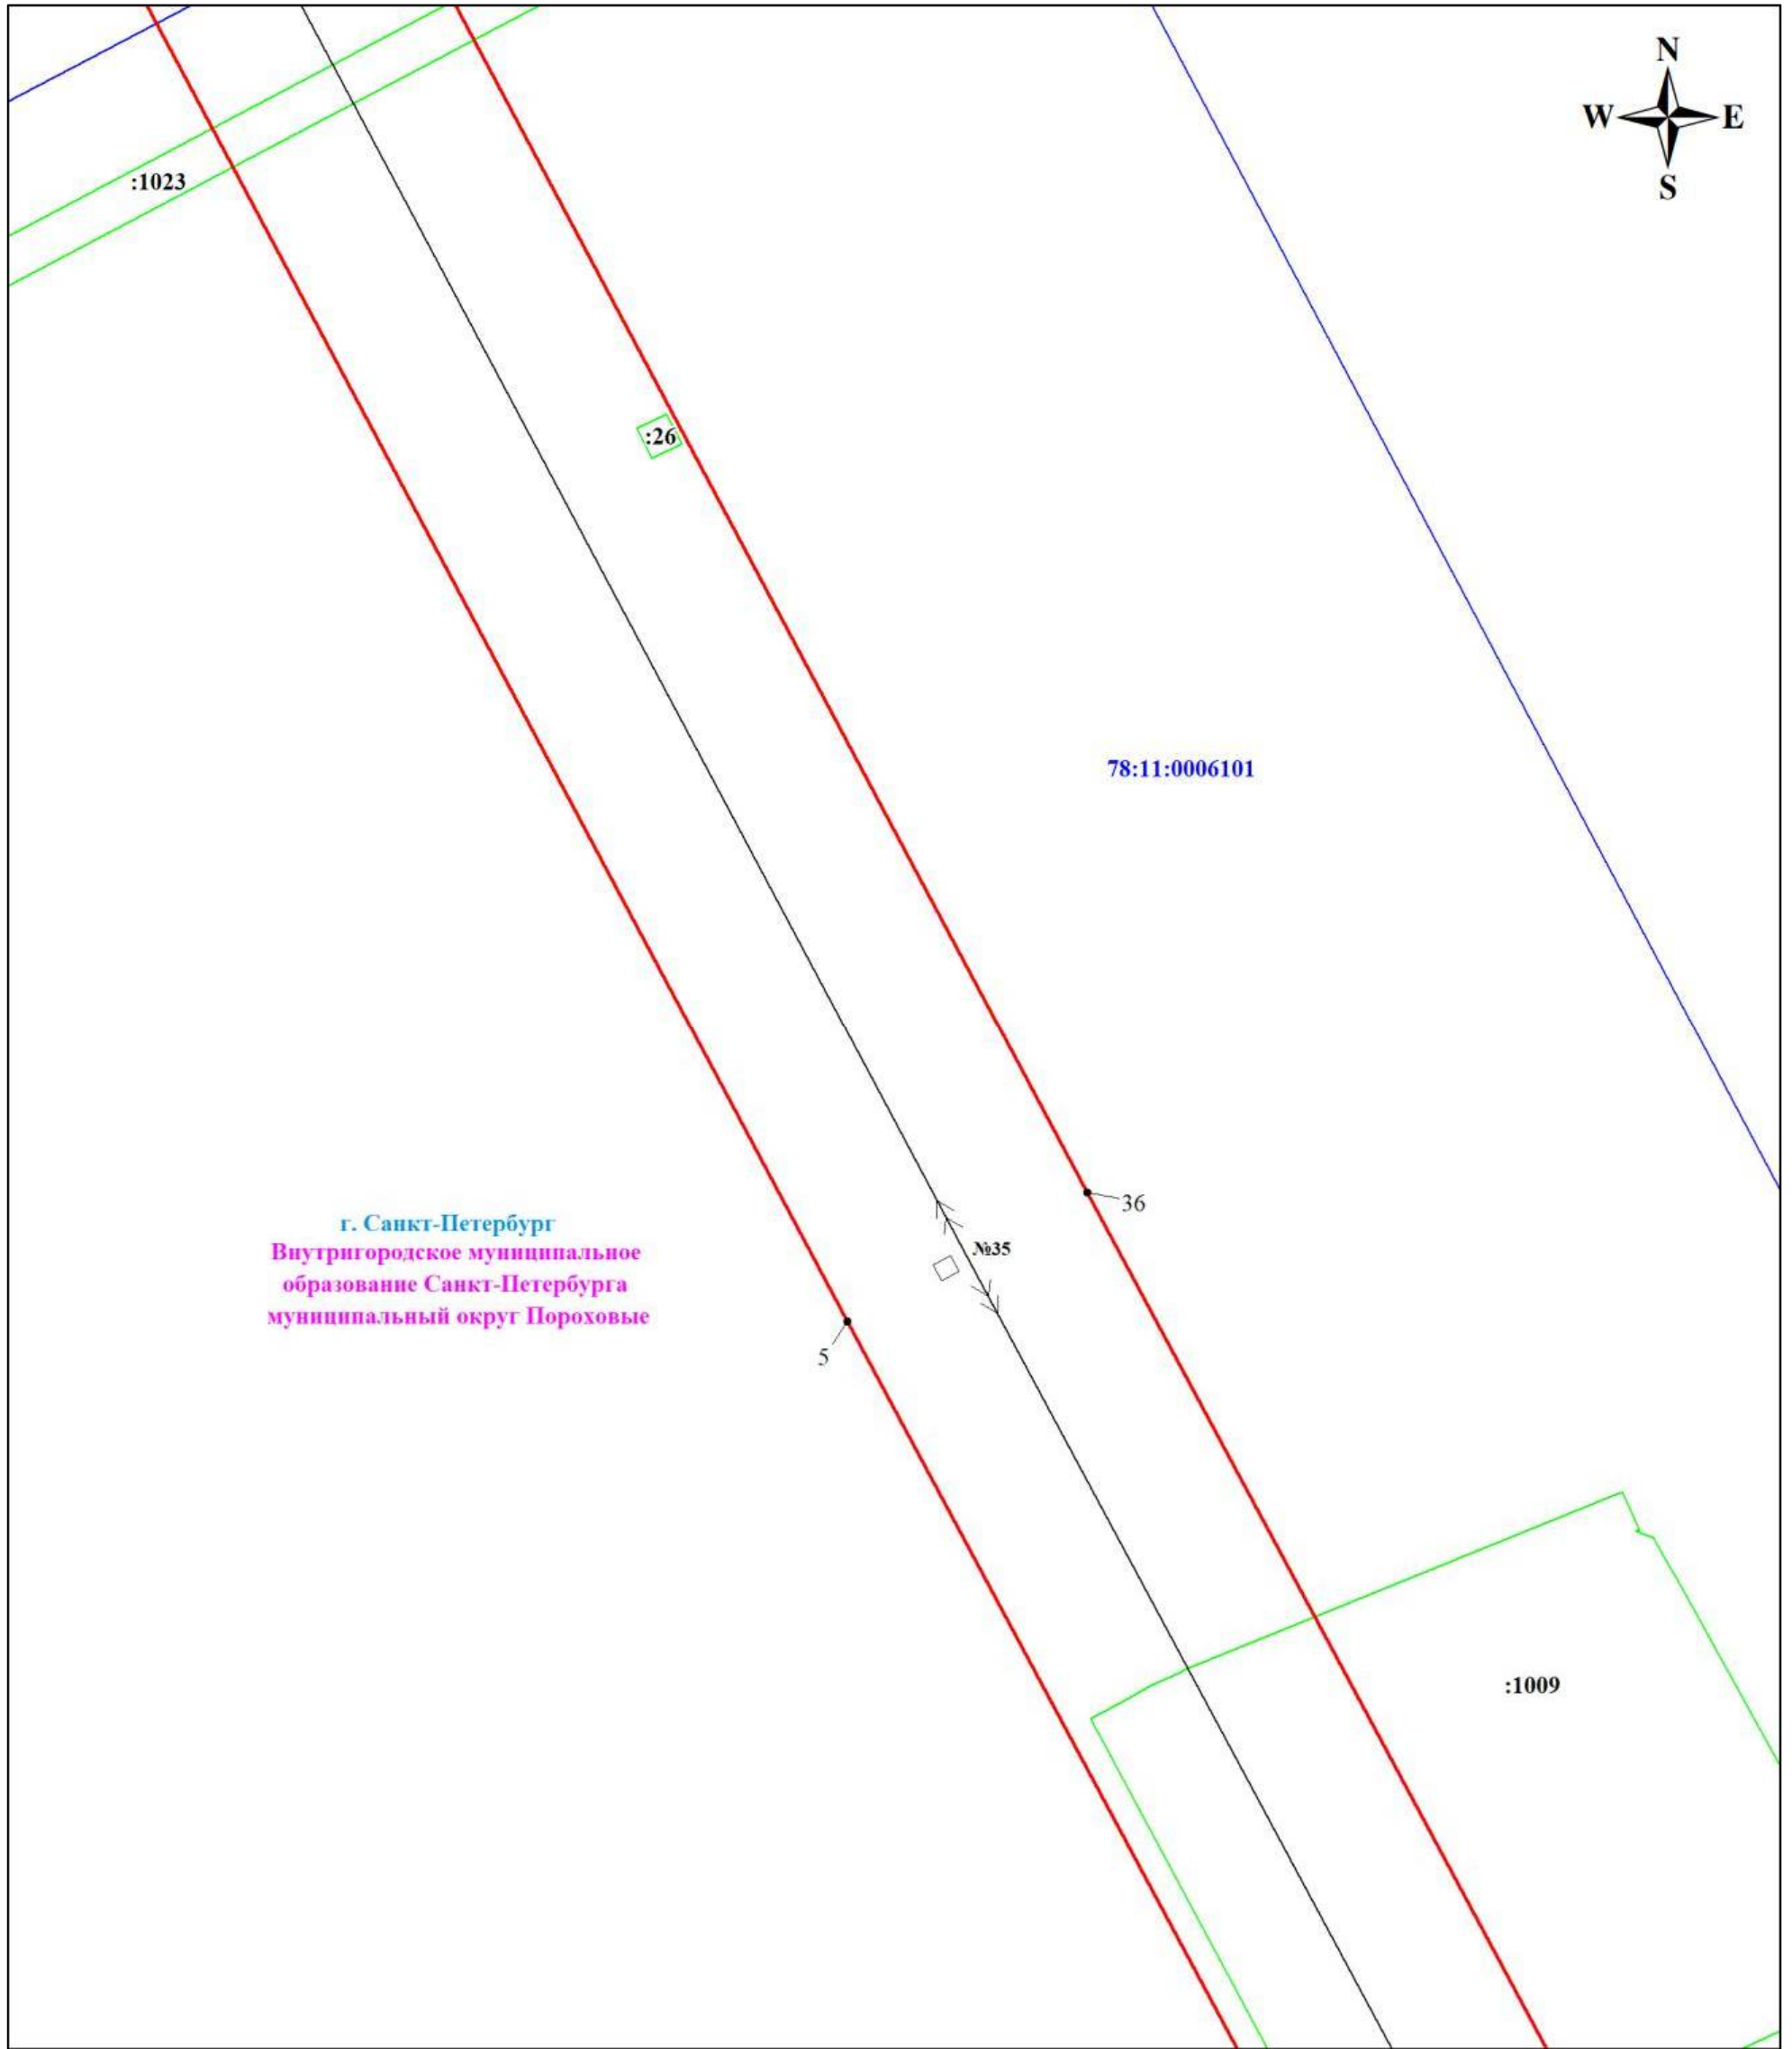 N
W E
S
:1023
:26
78:11:0006101
36
№35
г. Санкт-Петербург
Внутригородское муниципальное
образование Санкт-Петербурга
муниципальный округ Пороховые
5
:1009